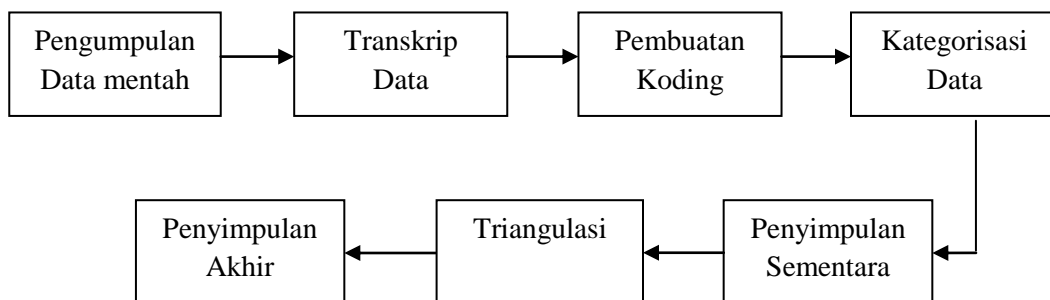 Pengumpulan
Data mentah
Transkrip
Data
Pembuatan
Koding
Kategorisasi
Data
Penyimpulan
Akhir
Triangulasi
Penyimpulan
Sementara